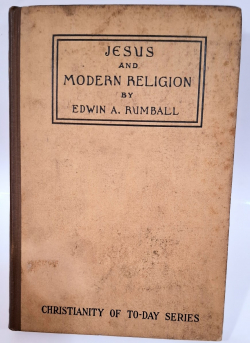 JESUS
AND
MODERN RELIGION
BY
EDWIN A. RUMBALL
CHRISTIANITY OF TO-DAY SERIES